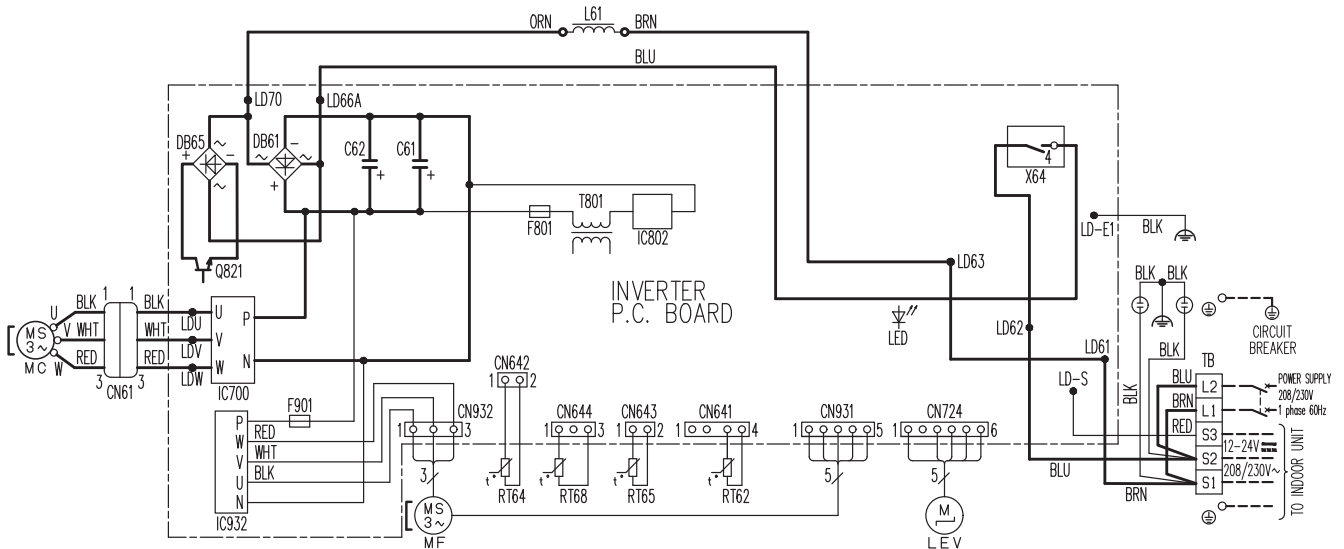 ORN L61 BRN
BLU
LD70 LD66A
DB65 DB61 C62 C61
+ ~ - ~
~ - ~ +
+ +
4
X64
T801
F801 IC802
LD-E1 BLK
Q821
LD63
INVERTER
P.C. BOARD
LED
LD62
LD61
LD-S
BLK BLK
BLK
BLK
CIRCUIT
BREAKER
TB
POWER SUPPLY
208/230V
1 phase 60Hz
BLU L2
BRN L1
RED S3
12-24V
S2
208/230V~
S1
TO INDOOR UNIT
BLU
BRN
U BLK 1 1 BLK LDU U P
MS
3~
V WHT WHT LDV V
MC W RED 3 3 RED LDW W N
CN61
IC700
P F901
W RED
V WHT
U BLK
N
IC932
CN932
1 3
3
MS
3~
MF
CN642
1 2
t° RT64
CN644
1 3
t° RT68
CN643
1 2
t° RT65
CN641
1 4
t° RT62
CN931
1 5
5
CN724
1 6
5
M
LEV